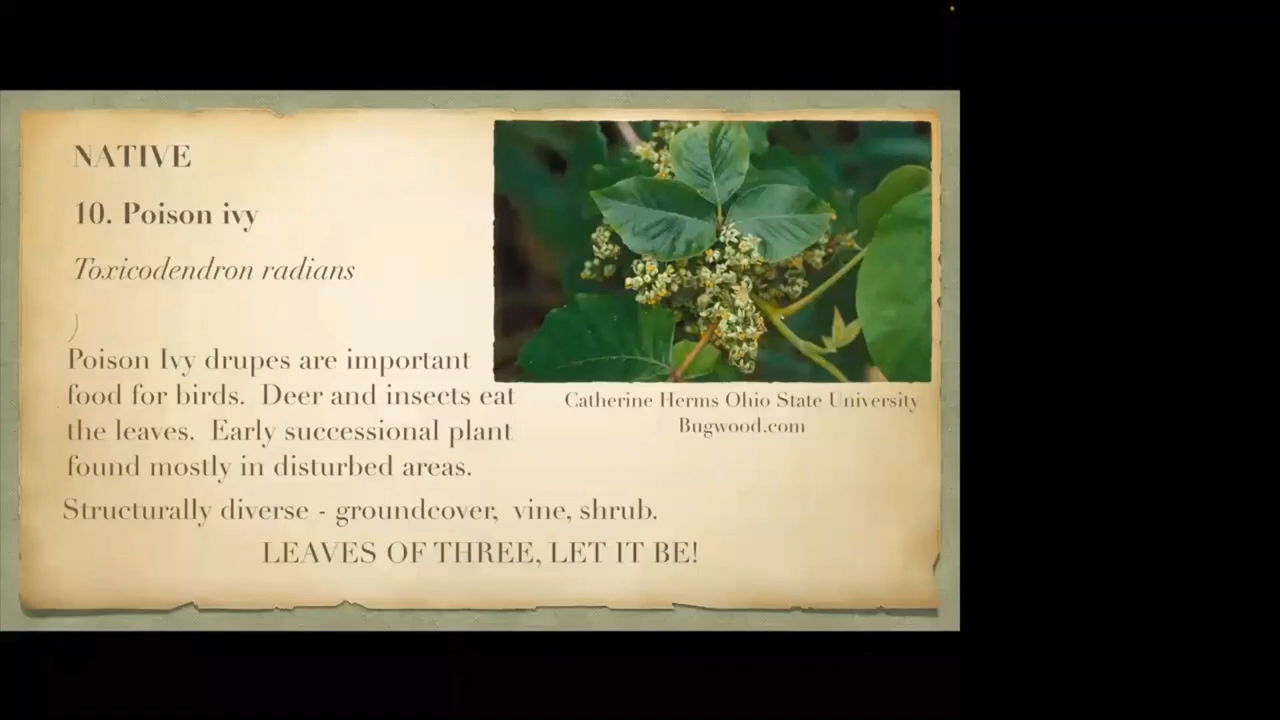 NATIVE
10. Poison ivy
Toxicodendron radians
)
Poison Ivy drupes are important
food for birds. Deer and insects eat
the leaves. Early successional plant
found mostly in disturbed areas.
Structurally diverse - groundcover, vine, shrub.
LEAVES OF THREE, LET IT BE!
Catherine Herms Ohio State University
Bugwood.com